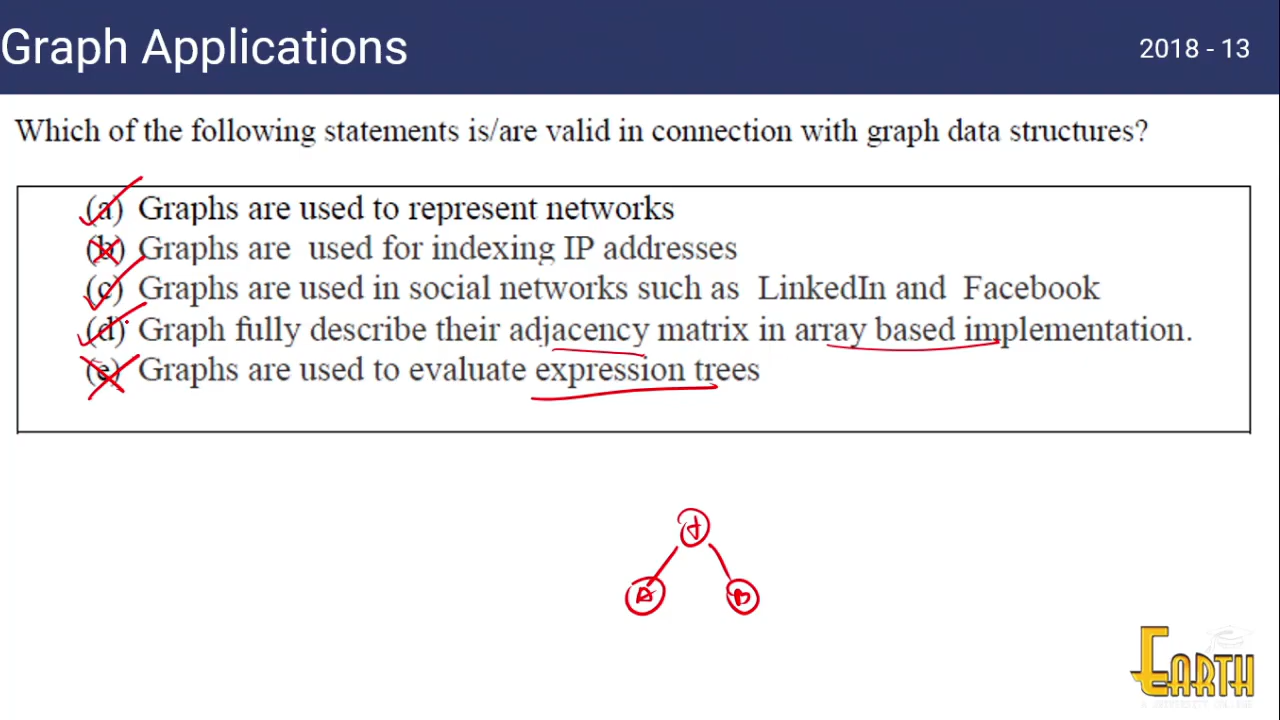 Graph Applications
2018 - 13
Which of the following statements is/are valid in connection with graph data structures?
(a) Graphs are used to represent networks
(b) Graphs are used for indexing IP addresses
(c) Graphs are used in social networks such as LinkedIn and Facebook
(d) Graph fully describe their adjacency matrix in array based implementation.
(e) Graphs are used to evaluate expression trees
+
EARTH